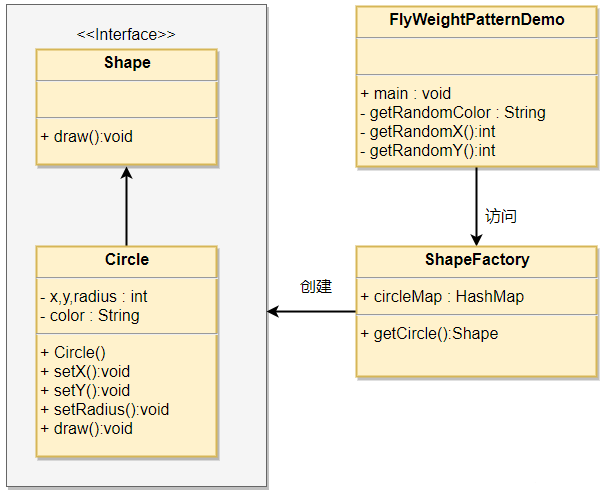 <<Interface>>
Shape
+ draw():void
Circle
- x,y,radius : int
- color : String
+ Circle()
+ setX():void
+ setY():void
+ setRadius():void
+ draw():void
FlyWeightPatternDemo
+ main : void
- getRandomColor : String
- getRandomX():int
- getRandomY():int
访问
ShapeFactory
+ circleMap : HashMap
+ getCircle():Shape
创建